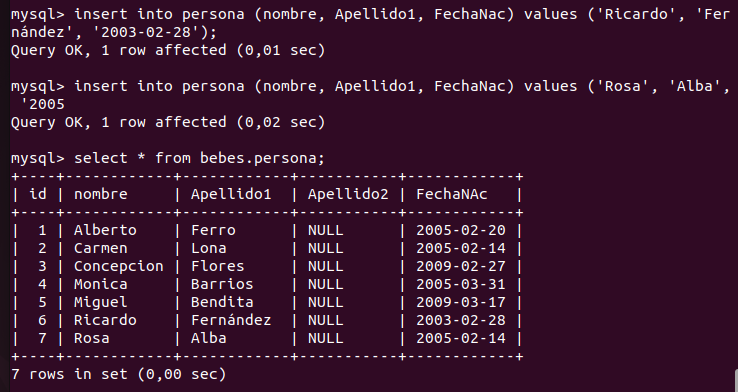 mysql> insert into persona (nombre, Apellido1, FechaNac) values ('Ricardo', 'Fer
nández', '2003-02-28');
Query OK, 1 row affected (0,01 sec)
mysql> insert into persona (nombre, Apellido1, FechaNac) values ('Rosa', 'Alba',
 '2005
Query OK, 1 row affected (0,02 sec)
mysql> select * from bebes.persona;
+----+------------+-----------+-----------+------------+
| id | nombre     | Apellido1  | Apellido2 | FechaNAc   |
+----+------------+-----------+-----------+------------+
|  1 | Alberto    | Ferro     | NULL      | 2005-02-20 |
|  2 | Carmen     | Lona      | NULL      | 2005-02-14 |
|  3 | Concepcion | Flores    | NULL      | 2009-02-27 |
|  4 | Monica     | Barrios   | NULL      | 2005-03-31 |
|  5 | Miguel     | Bendita   | NULL      | 2009-03-17 |
|  6 | Ricardo    | Fernández | NULL      | 2003-02-28 |
|  7 | Rosa       | Alba      | NULL      | 2005-02-14 |
+----+------------+-----------+-----------+------------+
7 rows in set (0,00 sec)